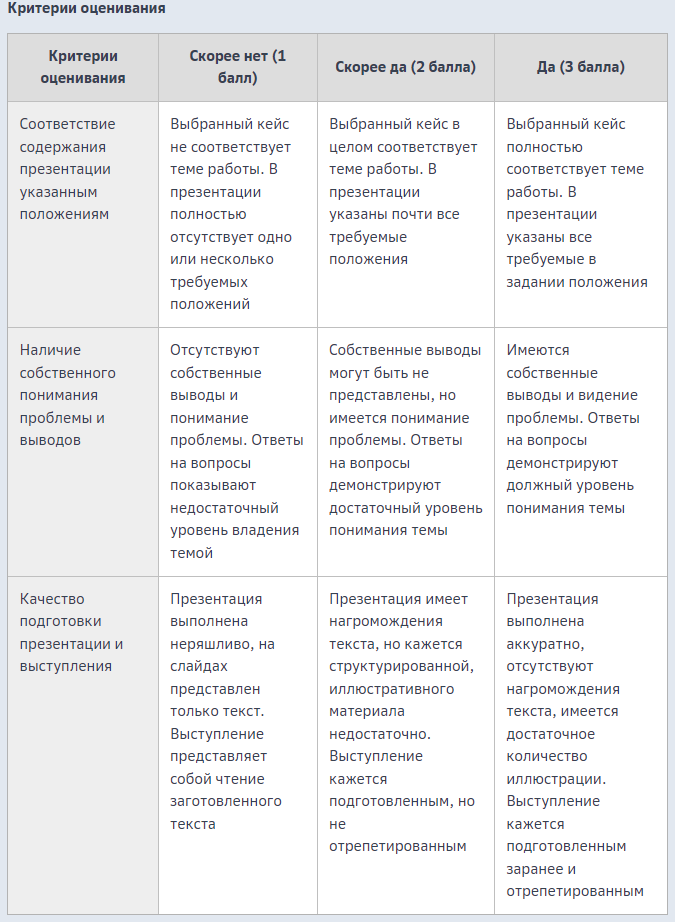 Критерии оценивания
Критерии
оценивания
Скорее нет (1
балл)
Скорее да (2 балла)
Да (3 балла)
Соответствие
содержания
презентации
указанным
положениям
Выбранный кейс
не соответствует
теме работы. В
презентации
полностью
отсутствует одно
или несколько
требуемых
положений
Выбранный кейс в
целом соответствует
теме работы. В
презентации
указаны почти все
требуемые
положения
Выбранный кейс
полностью
соответствует теме
работы. В
презентации
указаны все
требуемые в
задании положения
Наличие
собственного
понимания
проблемы и
выводов
Отсутствуют
собственные
выводы и
понимание
проблемы. Ответы
на вопросы
показывают
недостаточный
уровень владения
темой
Собственные выводы
могут быть не
представлены, но
имеется понимание
проблемы. Ответы
на вопросы
демонстрируют
достаточный уровень
понимания темы
Имеются
собственные
выводы и видение
проблемы. Ответы
на вопросы
демонстрируют
должный уровень
понимания темы
Качество
подготовки
презентации и
выступления
Презентация
выполнена
неряшливо, на
слайдах
представлен
только текст.
Выступление
представляет
собой чтение
заготовленного
текста
Презентация имеет
нагромождения
текста, но кажется
структурированной,
иллюстративного
материала
недостаточно.
Выступление
кажется
подготовленным, но
не
отрепетированным
Презентация
выполнена
аккуратно,
отсутствуют
нагромождения
текста, имеется
достаточное
количество
иллюстрации.
Выступление
кажется
подготовленным
заранее и
отрепетированным